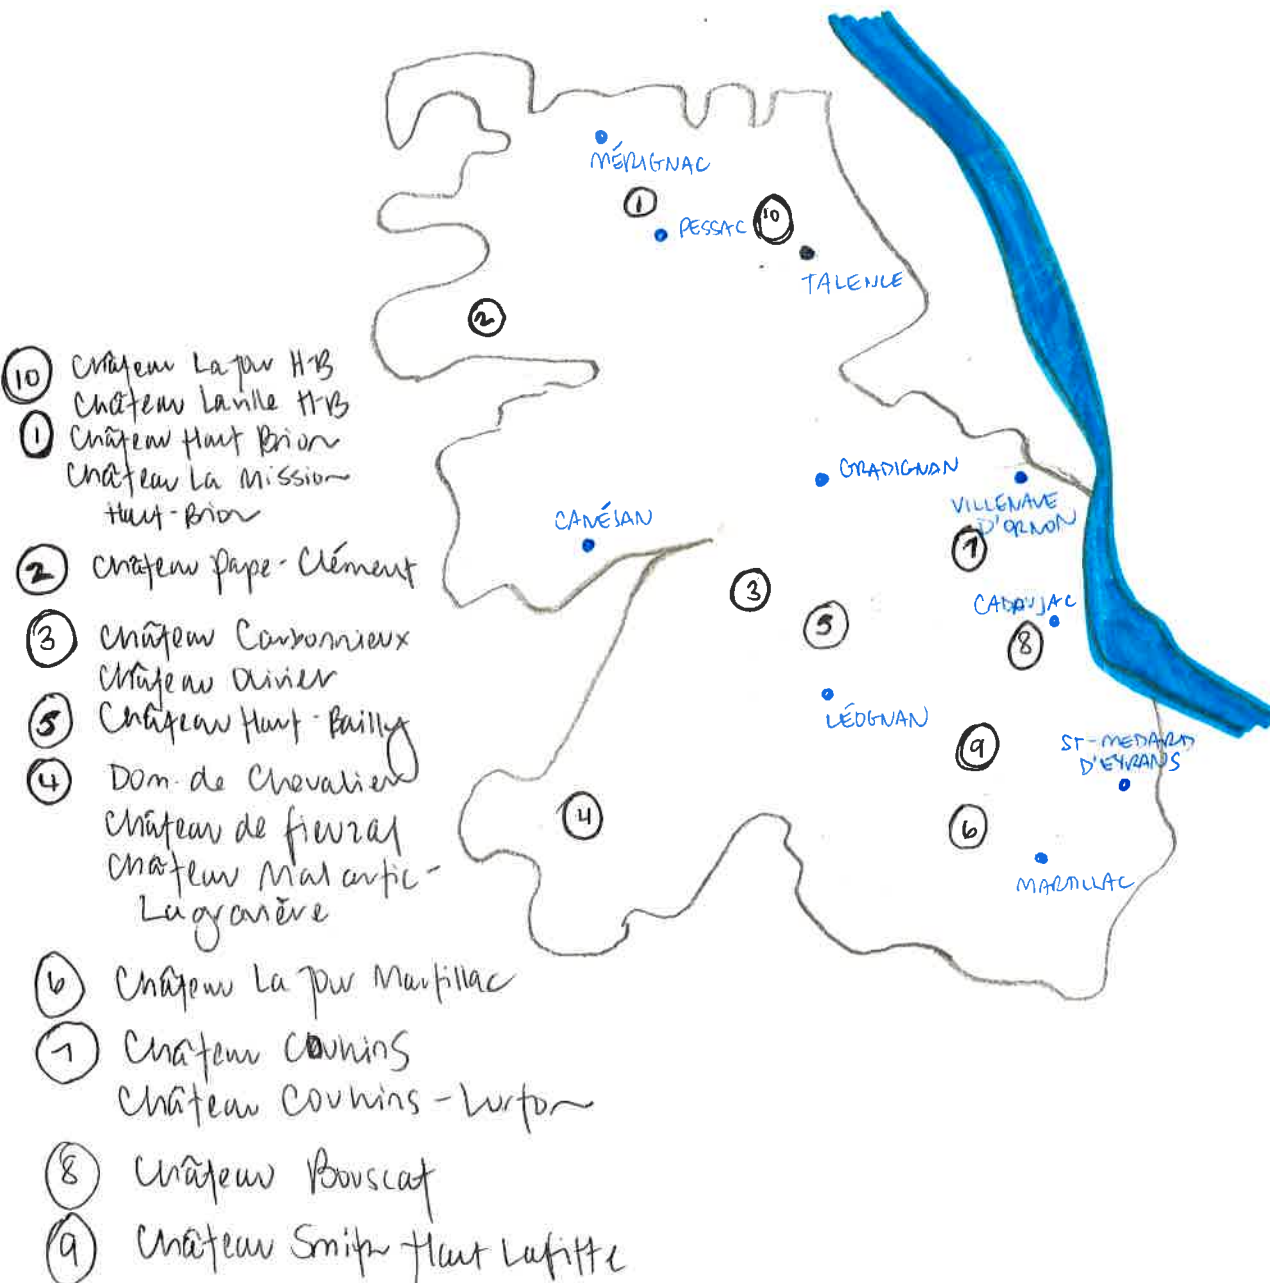 MÉRIGNAC
1
PESSAC
10
TALENCE
2
10 Château La Tour H-B
Château Laville H-B
1 Château Haut Brion
Château La Mission
Haut-Brion
2 Château Pape-Clément
3 Château Carbonnieux
Château Olivier
5 Château Haut-Bailly
4 Dom. de Chevalier
Château de fieuzal
Château Malartic-
Lagravière
6 Château La Tour Martillac
7 Château Couhins
Château Couhins-Lurton
8 Château Bouscat
9 Château Smith Haut Lafitte
GRADIGNAN
CANÉJAN
VILLENAVE
D'ORNON
7
3
5
CADAUJAC
8
LÉOGNAN
9
ST-MEDARD
D'EYRANS
4
6
MARTILLAC